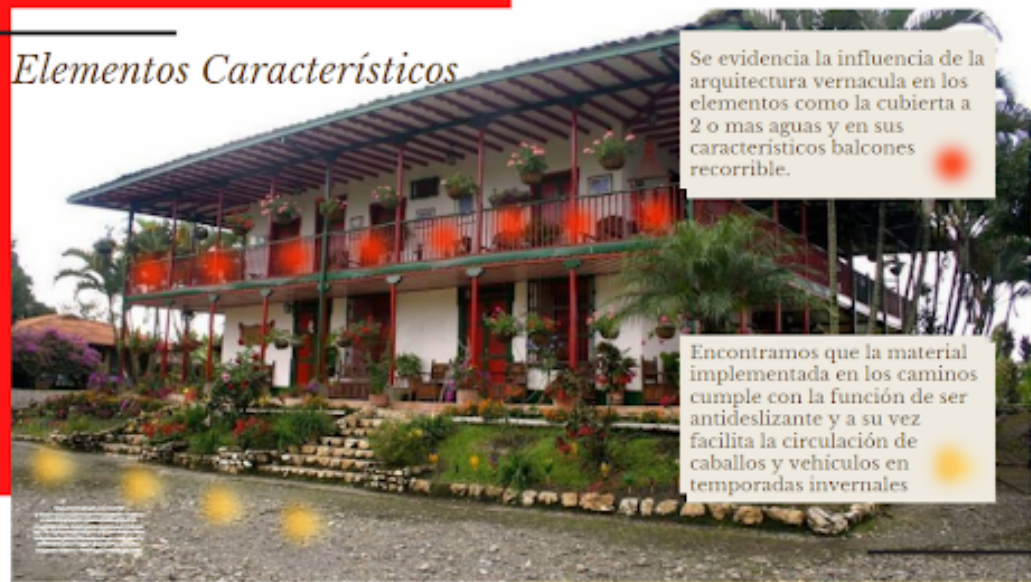 Elementos Característicos
Se evidencia la influencia de la
arquitectura vernacula en los
elementos como la cubierta a
2 o mas aguas y en sus
característicos balcones
recorrible.
Encontramos que la material
implementada en los caminos
cumple con la función de ser
antideslizante y a su vez
facilita la circulación de
caballos y vehículos en
temporadas invernales